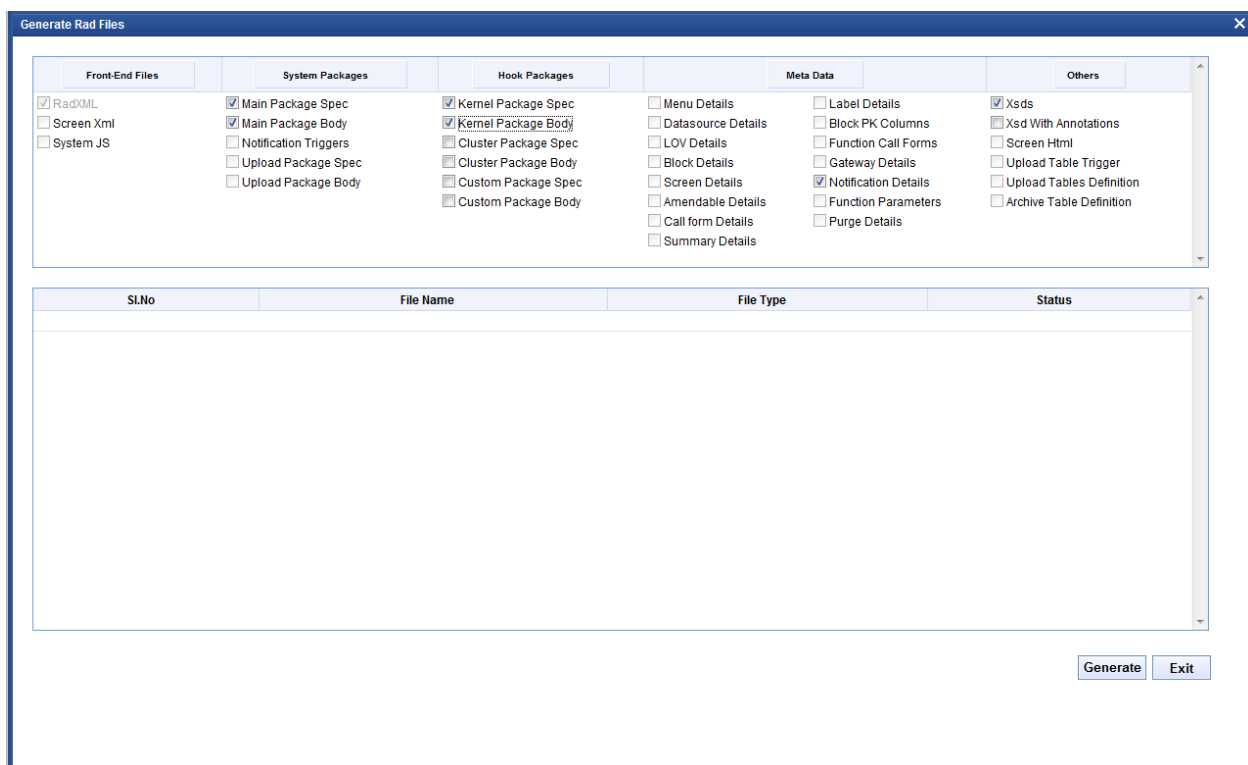 Generate Rad Files
Front-End Files System Packages Hook Packages Meta Data Others
RadXML Main Package Spec Kernel Package Spec Menu Details Label Details Xsds
Screen Xml Main Package Body Kernel Package Body Datasource Details Block PK Columns Xsd With Annotations
System JS Notification Triggers Cluster Package Spec LOV Details Function Call Forms Screen Html
Upload Package Spec Cluster Package Body Block Details Gateway Details Upload Table Trigger
Upload Package Body Custom Package Spec Screen Details Notification Details Upload Tables Definition
Custom Package Body Amendable Details Function Parameters Archive Table Definition
Call form Details Purge Details
Summary Details
Sl.No File Name File Type Status
Generate Exit